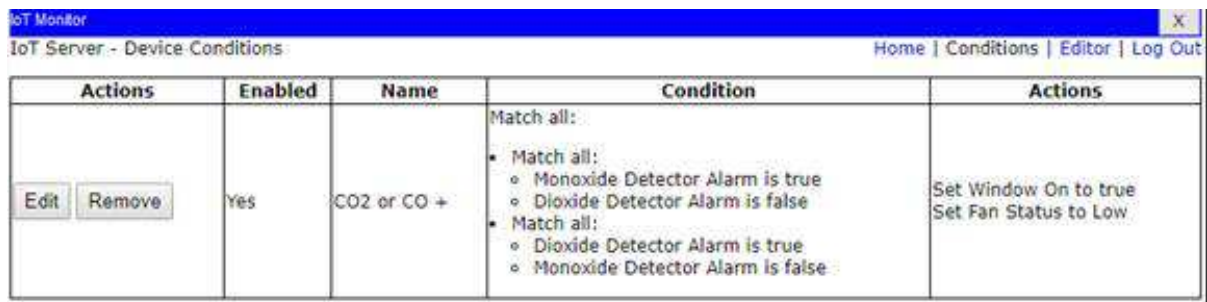 IoT Monitor X
IoT Server - Device Conditions Home | Conditions | Editor | Log Out
Actions Enabled Name Condition Actions
Match all:
• Match all:
◦ Monoxide Detector Alarm is true
◦ Dioxide Detector Alarm is false
• Match all:
◦ Dioxide Detector Alarm is true
◦ Monoxide Detector Alarm is false
Edit Remove Yes CO2 or CO +
Set Window On to true
Set Fan Status to Low